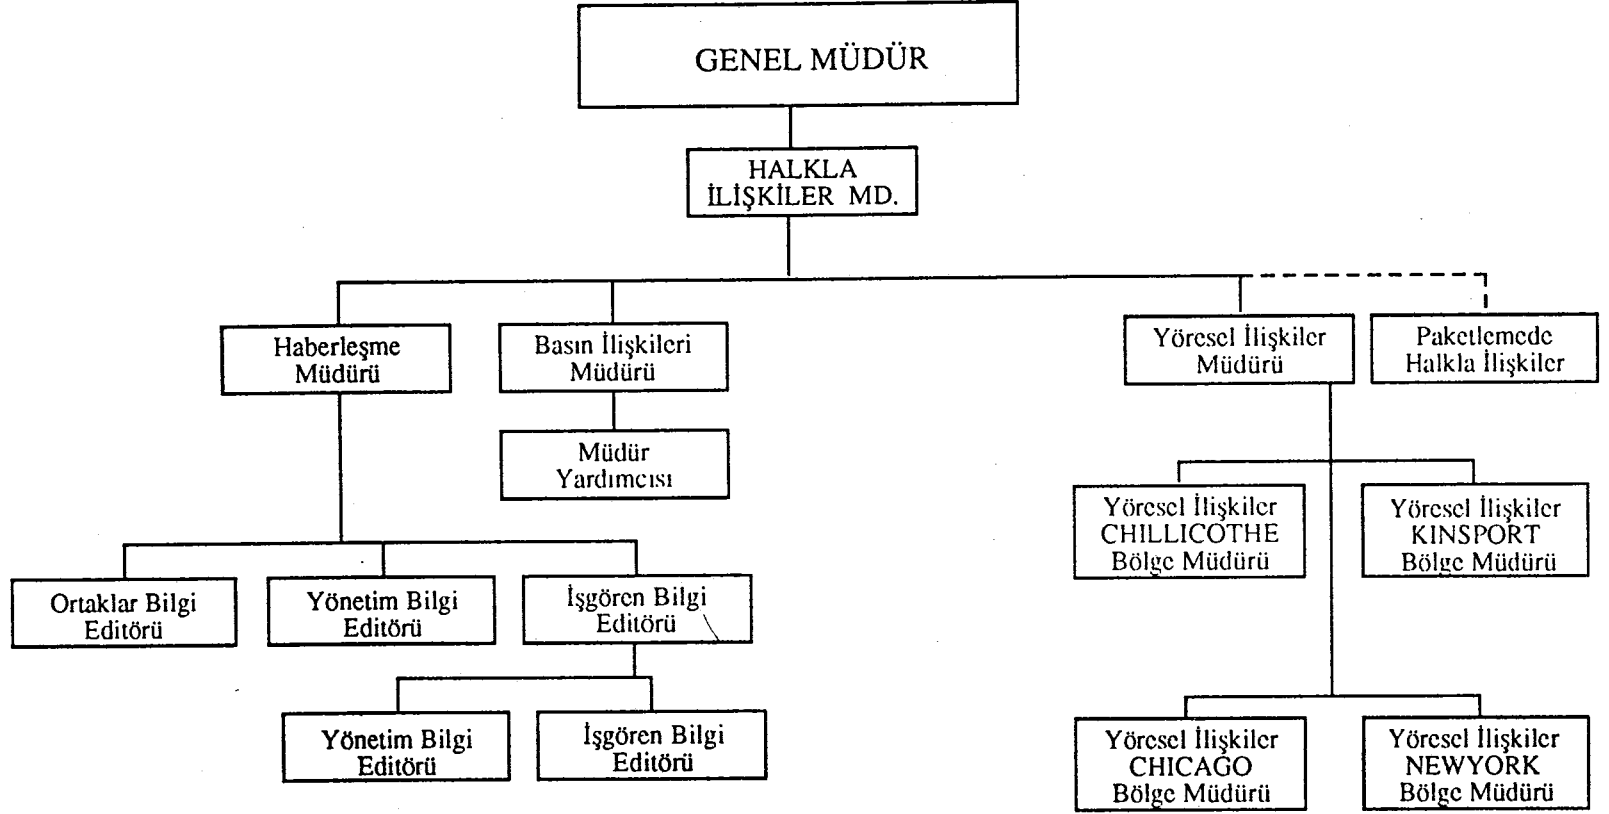 GENEL MÜDÜR
HALKLA
İLİŞKİLER MD.
Haberleşme
Müdürü
Basın İlişkileri
Müdürü
Yöresel İlişkiler
Müdürü
Paketlemede
Halkla İlişkiler
Müdür
Yardımcısı
Yöresel İlişkiler
CHILLICOTHE
Bölge Müdürü
Yöresel İlişkiler
KINSPORT
Bölge Müdürü
Ortaklar Bilgi
Editörü
Yönetim Bilgi
Editörü
İşgören Bilgi
Editörü
Yönetim Bilgi
Editörü
İşgören Bilgi
Editörü
Yöresel İlişkiler
CHICAGO
Bölge Müdürü
Yöresel İlişkiler
NEWYORK
Bölge Müdürü